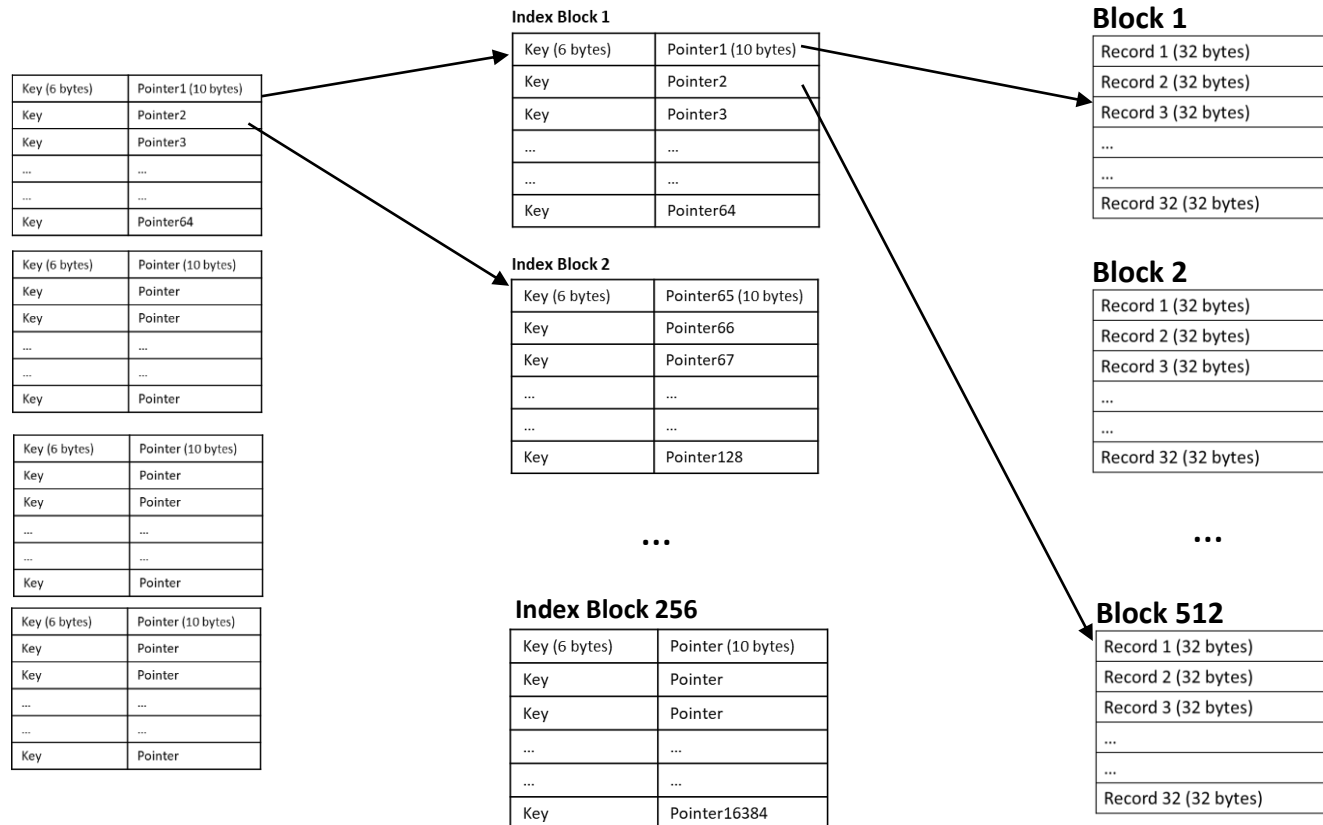 Key (6 bytes) Pointer1 (10 bytes)
Key Pointer2
Key Pointer3
... ...
... ...
Key Pointer64
Key (6 bytes) Pointer (10 bytes)
Key Pointer
Key Pointer
... ...
... ...
Key Pointer
Key (6 bytes) Pointer (10 bytes)
Key Pointer
Key Pointer
... ...
... ...
Key Pointer
Key (6 bytes) Pointer (10 bytes)
Key Pointer
Key Pointer
... ...
... ...
Key Pointer
Index Block 1
Key (6 bytes) Pointer1 (10 bytes)
Key Pointer2
Key Pointer3
... ...
... ...
Key Pointer64
Index Block 2
Key (6 bytes) Pointer65 (10 bytes)
Key Pointer66
Key Pointer67
... ...
... ...
Key Pointer128
...
Index Block 256
Key (6 bytes) Pointer (10 bytes)
Key Pointer
Key Pointer
... ...
... ...
Key Pointer16384
Block 1
Record 1 (32 bytes)
Record 2 (32 bytes)
Record 3 (32 bytes)
...
...
Record 32 (32 bytes)
Block 2
Record 1 (32 bytes)
Record 2 (32 bytes)
Record 3 (32 bytes)
...
...
Record 32 (32 bytes)
...
Block 512
Record 1 (32 bytes)
Record 2 (32 bytes)
Record 3 (32 bytes)
...
...
Record 32 (32 bytes)